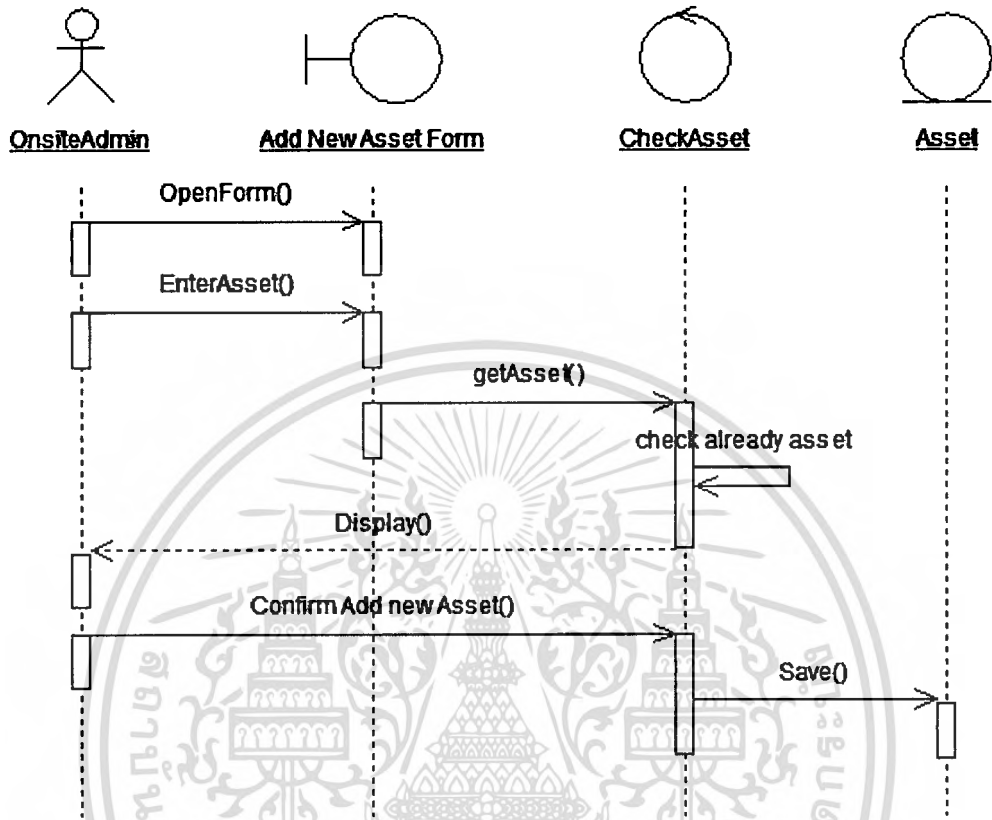 OnsiteAdmin
Add New Asset Form
CheckAsset
Asset
OpenForm()
EnterAsset()
getAsset()
check already asset
Display()
Confirm Add new Asset()
Save()